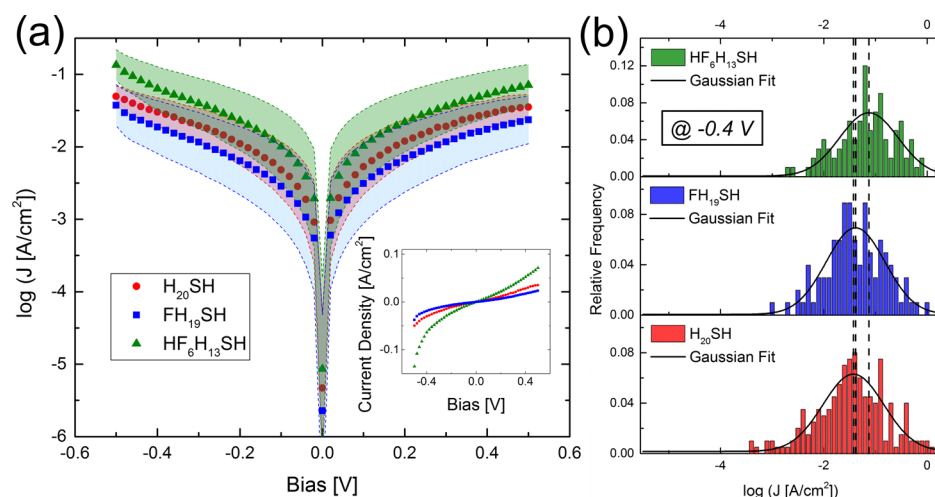 (a)
log (J [A/cm²]
-1
-2
-3
-4
-5
-6
-0.6
-0.4
-0.2
0.0
0.2
0.4
0.6
Bias [V]
H₂₀SH
FH₁₉SH
HF₆H₁₃SH
Current Density [A/cm²]
0.1
0.0
-0.1
-0.4
0.0
0.4
Bias [V]
(b)
-4
-2
0
HF₆H₁₃SH
Gaussian Fit
@ -0.4 V
0.12
0.08
0.04
0.00
FH₁₉SH
Gaussian Fit
0.08
0.04
0.00
H₂₀SH
Gaussian Fit
0.08
0.04
0.00
Relative Frequency
-4
-2
0
log (J [A/cm²])